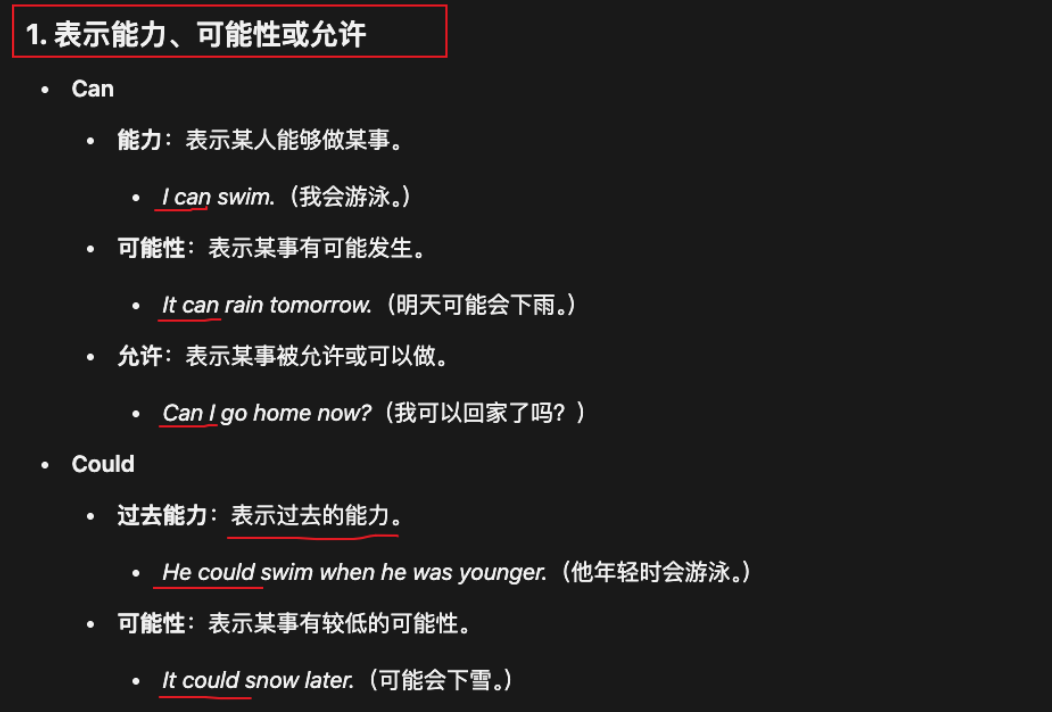 1. 表示能力、可能性或允许
• Can
• 能力：表示某人能够做某事。
• I can swim.（我会游泳。）
• 可能性：表示某事有可能发生。
• It can rain tomorrow.（明天可能会下雨。）
• 允许：表示某事被允许或可以做。
• Can I go home now?（我可以回家了吗？）
• Could
• 过去能力：表示过去的能力。
• He could swim when he was younger.（他年轻时会游泳。）
• 可能性：表示某事有较低的可能性。
• It could snow later.（可能会下雪。）